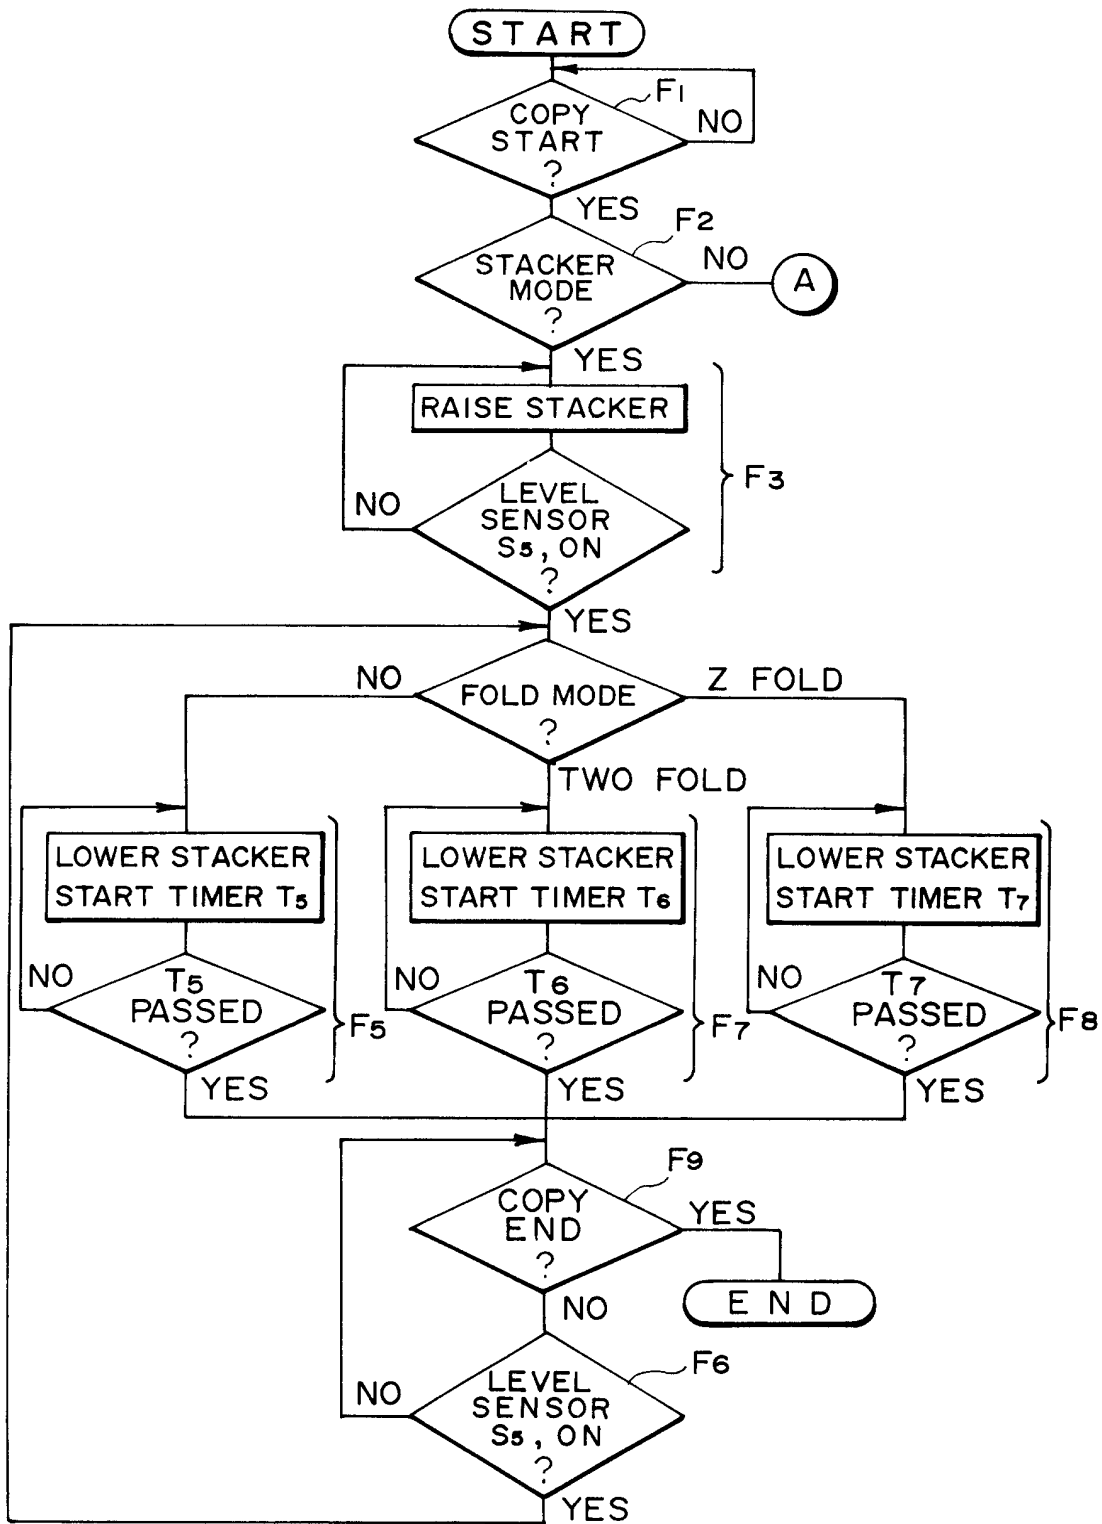 START
F1
COPY
START
?
NO
YES
F2
STACKER
MODE
?
NO
A
YES
RAISE STACKER
F3
LEVEL
SENSOR
S5, ON
?
NO
YES
NO
FOLD MODE
?
Z FOLD
TWO FOLD
LOWER STACKER
START TIMER T5
LOWER STACKER
START TIMER T6
LOWER STACKER
START TIMER T7
NO
T5
PASSED
?
F5
NO
T6
PASSED
?
F7
NO
T7
PASSED
?
F8
YES
YES
YES
F9
COPY
END
?
YES
END
NO
F6
LEVEL
SENSOR
S5, ON
?
NO
YES